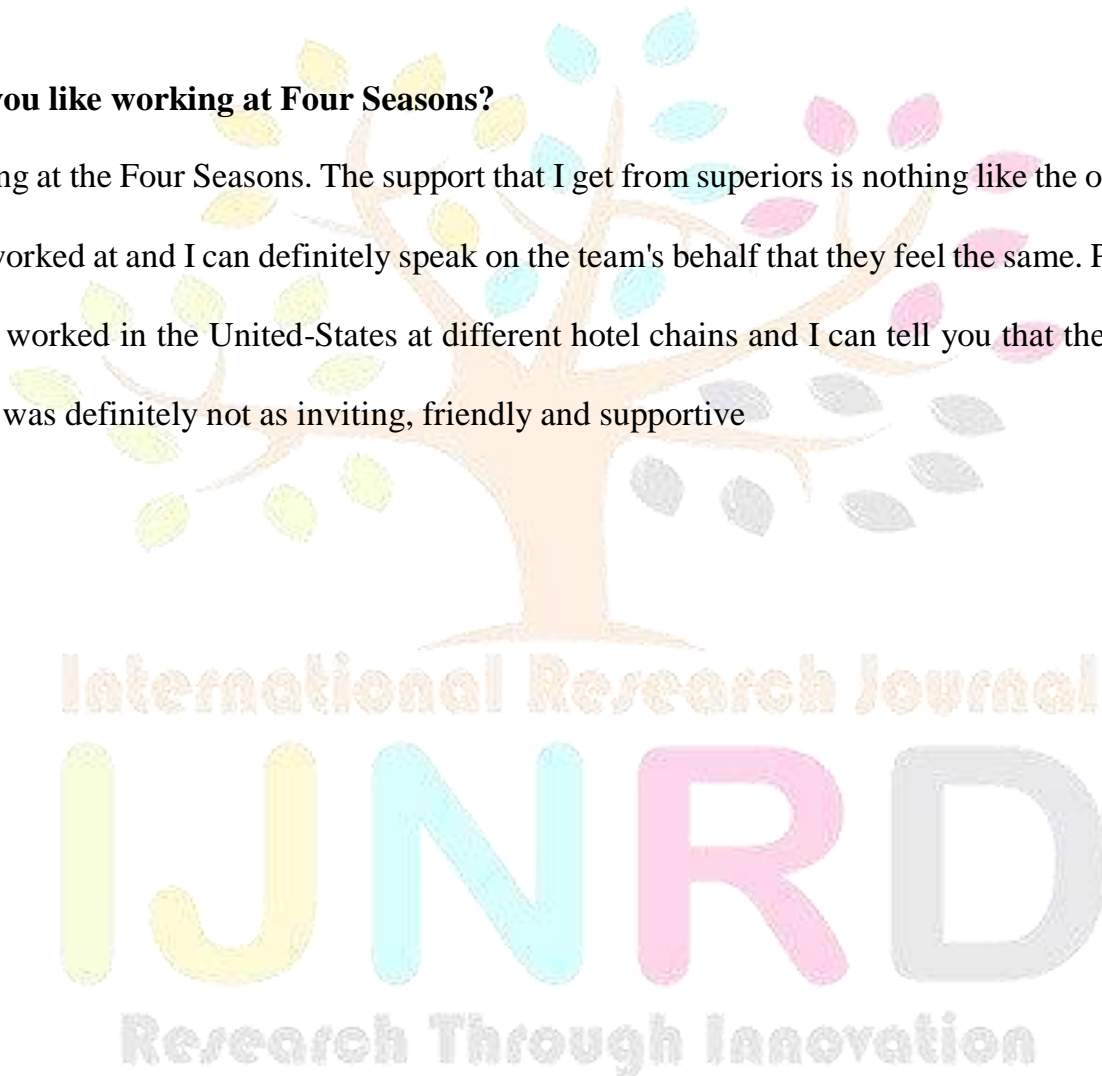 you like working at Four Seasons?
ng at the Four Seasons. The support that I get from superiors is nothing like the o
worked at and I can definitely speak on the team's behalf that they feel the same. P
worked in the United-States at different hotel chains and I can tell you that the
was definitely not as inviting, friendly and supportive
International Research Journal
IJNRD
Research Through Innovation